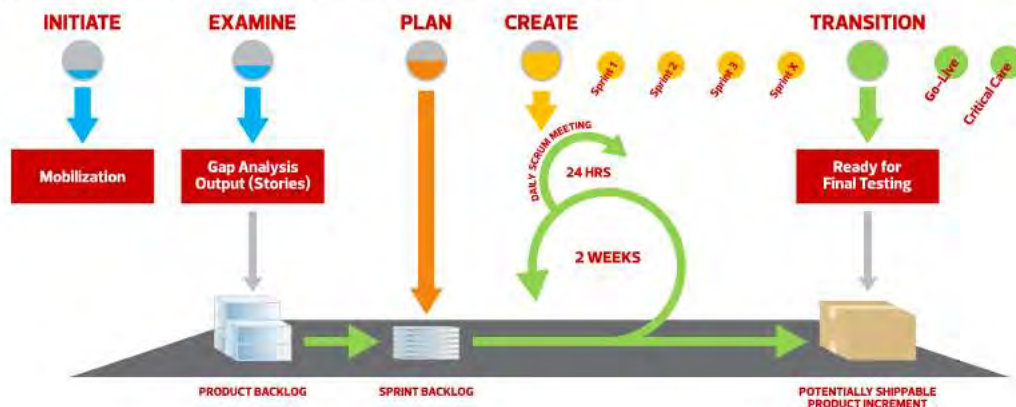 INITIATE
EXAMINE
PLAN
CREATE
TRANSITION
Sprint 1
Sprint 2
Sprint 3
Sprint X
Go-Live
Critical Care
Mobilization
Gap Analysis
Output (Stories)
DAILY SCRUM MEETING
24 HRS
Ready for
Final Testing
2 WEEKS
PRODUCT BACKLOG
SPRINT BACKLOG
POTENTIALLY SHIPPABLE
PRODUCT INCREMENT